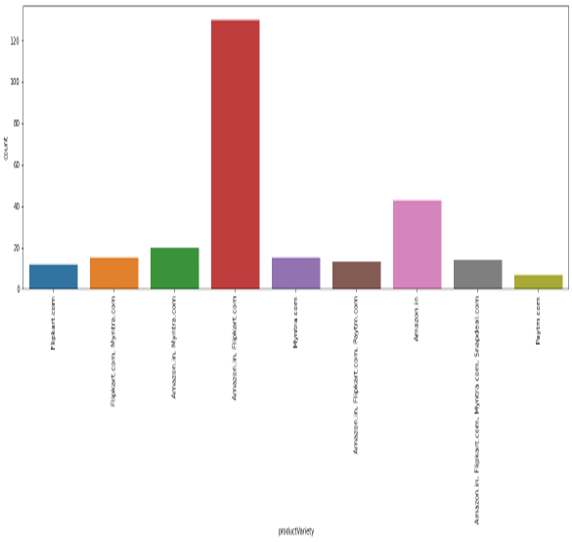 120
100
80
60
40
20
0
count
Flipkart.com
Flipkart.com, Myntra.com
Amazon.in, Myntra.com
Amazon.in, Flipkart.com
Myntra.com
Amazon.in, Flipkart.com, Paytm.com
Amazon.in
Amazon.in, Flipkart.com, Myntra.com, Snapdeal.com
Paytm.com
productVariety